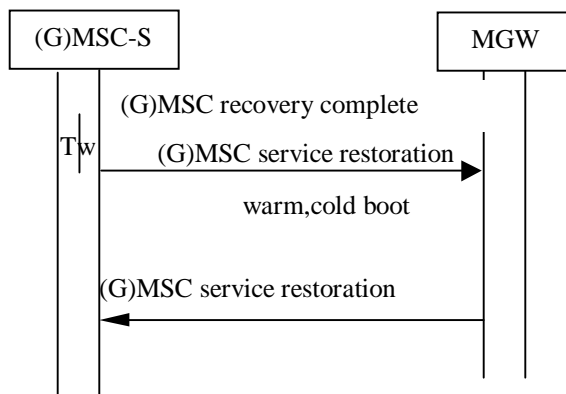 (G)MSC-S
MGW
(G)MSC recovery complete
Tw
(G)MSC service restoration
warm,cold boot
(G)MSC service restoration